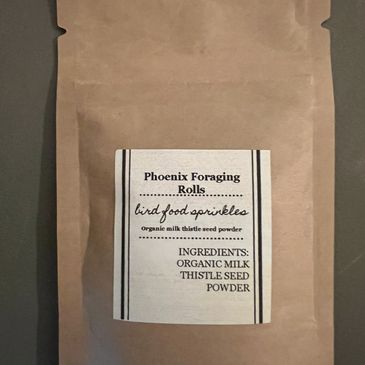 Phoenix Foraging
Rolls
bird food sprinkles
Organic milk thistle seed powder
INGREDIENTS:
ORGANIC MILK
THISTLE SEED
POWDER